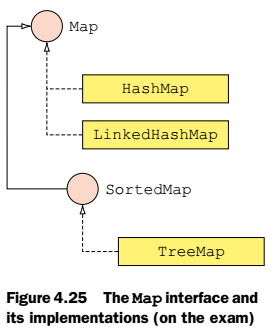 Map
HashMap
LinkedHashMap
SortedMap
TreeMap
Figure 4.25 The Map interface and
its implementations (on the exam)